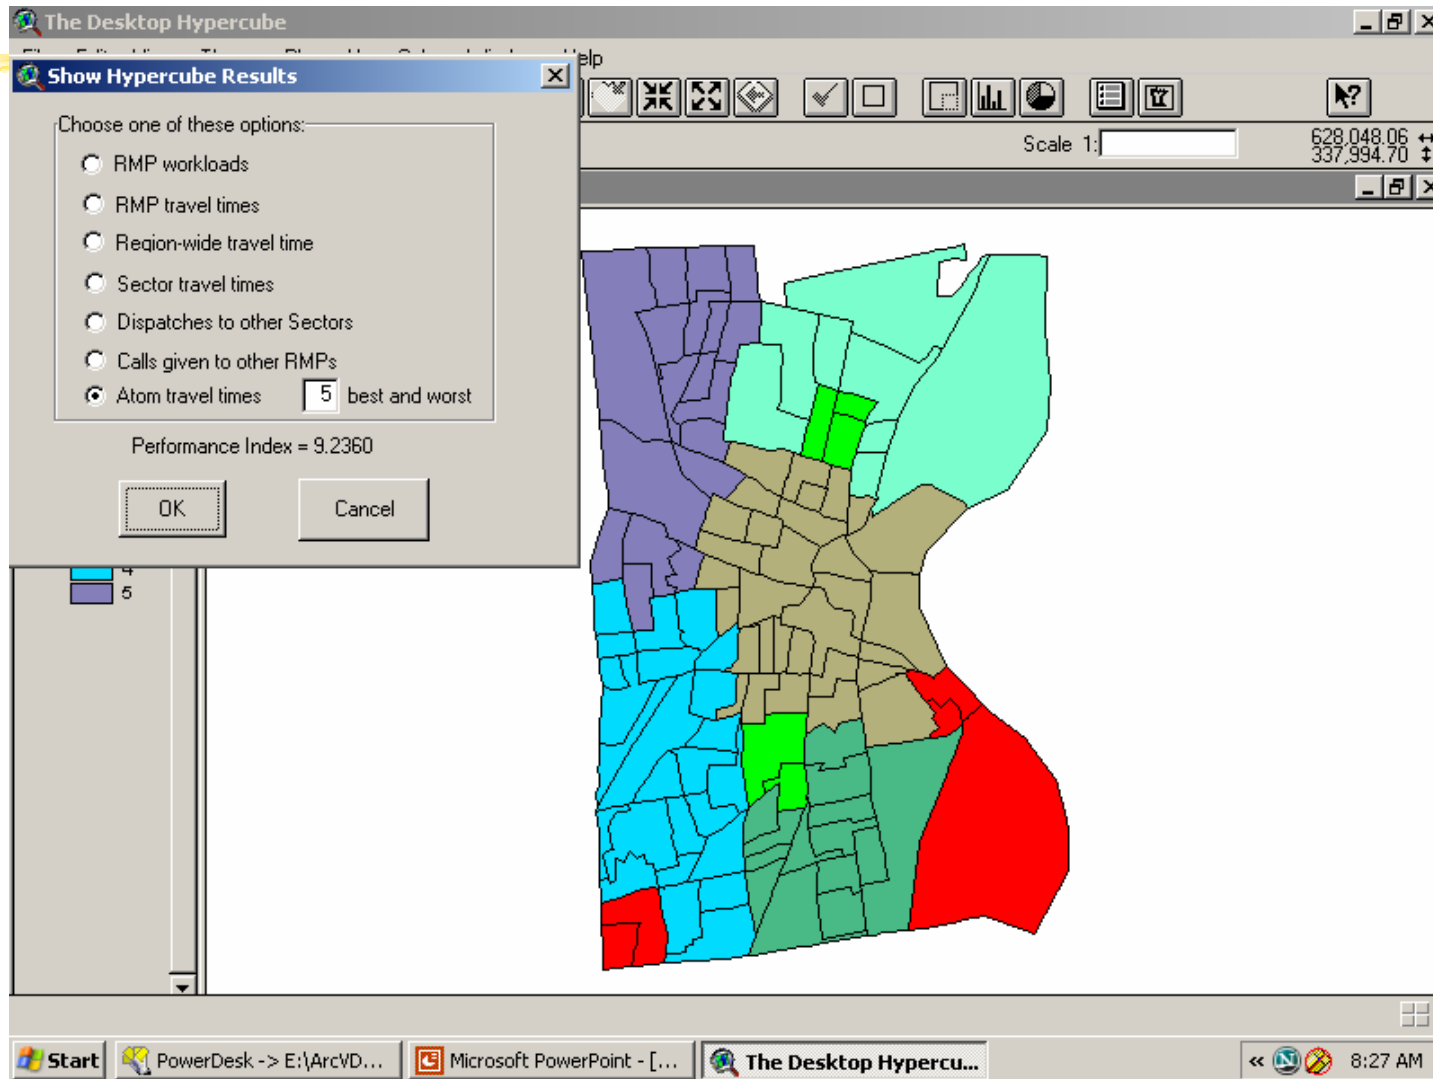 The Desktop Hypercube
elp
Show Hypercube Results
Choose one of these options:
RMP workloads
RMP travel times
Region-wide travel time
Sector travel times
Dispatches to other Sectors
Calls given to other RMPs
Atom travel times 5 best and worst
Performance Index = 9.2360
OK Cancel
Scale 1:
628,048.06
337,994.70
5
Start PowerDesk -> E:\ArcVD... Microsoft PowerPoint - [... The Desktop Hypercu... « N 8:27 AM